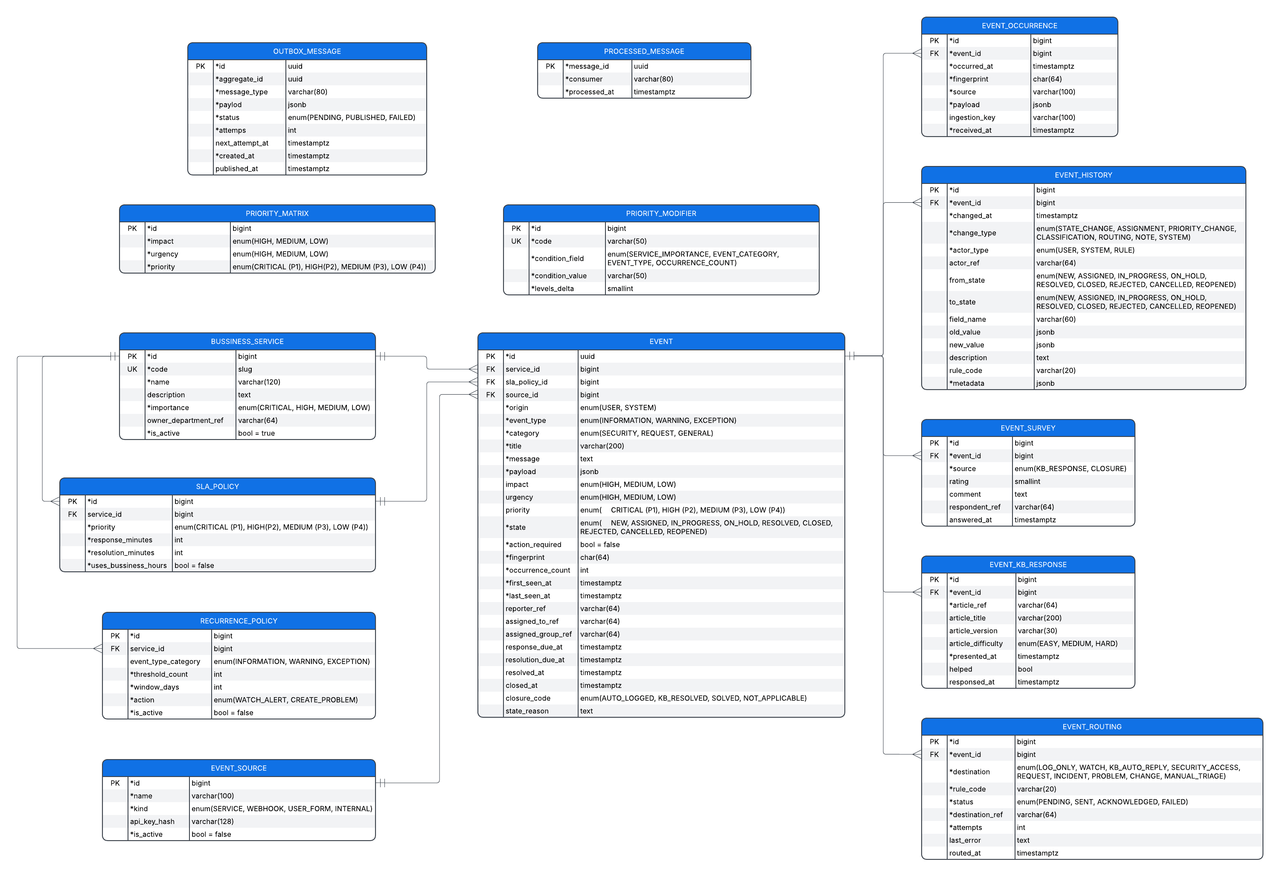 OUTBOX_MESSAGE
PK *id uuid
*aggregate_id uuid
*message_type varchar(80)
*paylod jsonb
*status enum(PENDING, PUBLISHED, FAILED)
*attemps int
next_attempt_at timestamptz
*created_at timestamptz
published_at timestamptz
PROCESSED_MESSAGE
PK *message_id uuid
*consumer varchar(80)
*processed_at timestamptz
EVENT_OCCURRENCE
PK *id bigint
FK *event_id bigint
*occurred_at timestamptz
*fingerprint char(64)
*source varchar(100)
*payload jsonb
ingestion_key varchar(100)
*received_at timestamptz
PRIORITY_MATRIX
PK *id bigint
*impact enum(HIGH, MEDIUM, LOW)
*urgency enum(HIGH, MEDIUM, LOW)
*priority enum(CRITICAL (P1), HIGH(P2), MEDIUM (P3), LOW (P4))
PRIORITY_MODIFIER
PK *id bigint
UK *code varchar(50)
*condition_field enum(SERVICE_IMPORTANCE, EVENT_CATEGORY,
EVENT_TYPE, OCCURRENCE_COUNT)
*condition_value varchar(50)
*levels_delta smallint
EVENT_HISTORY
PK *id bigint
FK *event_id bigint
*changed_at timestamptz
*change_type enum(STATE_CHANGE, ASSIGNMENT, PRIORITY_CHANGE,
CLASSIFICATION, ROUTING, NOTE, SYSTEM)
*actor_type enum(USER, SYSTEM, RULE)
actor_ref varchar(64)
from_state enum(NEW, ASSIGNED, IN_PROGRESS, ON_HOLD,
RESOLVED, CLOSED, REJECTED, CANCELLED, REOPENED)
to_state enum(NEW, ASSIGNED, IN_PROGRESS, ON_HOLD,
RESOLVED, CLOSED, REJECTED, CANCELLED, REOPENED)
field_name varchar(60)
old_value jsonb
new_value jsonb
description text
rule_code varchar(20)
*metadata jsonb
BUSSINESS_SERVICE
PK *id bigint
UK *code slug
*name varchar(120)
description text
*importance enum(CRITICAL, HIGH, MEDIUM, LOW)
owner_department_ref varchar(64)
*is_active bool = true
EVENT
PK *id uuid
FK service_id bigint
FK sla_policy_id bigint
FK source_id bigint
*origin enum(USER, SYSTEM)
*event_type enum(INFORMATION, WARNING, EXCEPTION)
*category enum(SECURITY, REQUEST, GENERAL)
*title varchar(200)
*message text
*payload jsonb
impact enum(HIGH, MEDIUM, LOW)
urgency enum(HIGH, MEDIUM, LOW)
priority enum( CRITICAL (P1), HIGH (P2), MEDIUM (P3), LOW (P4))
*state enum( NEW, ASSIGNED, IN_PROGRESS, ON_HOLD, RESOLVED, CLOSED,
REJECTED, CANCELLED, REOPENED)
*action_required bool = false
*fingerprint char(64)
*occurrence_count int
*first_seen_at timestamptz
*last_seen_at timestamptz
reporter_ref varchar(64)
assigned_to_ref varchar(64)
assigned_group_ref varchar(64)
response_due_at timestamptz
resolution_due_at timestamptz
resolved_at timestamptz
closed_at timestamptz
closure_code enum(AUTO_LOGGED, KB_RESOLVED, SOLVED, NOT_APPLICABLE)
state_reason text
SLA_POLICY
PK *id bigint
FK service_id bigint
*priority enum(CRITICAL (P1), HIGH(P2), MEDIUM (P3), LOW (P4))
*response_minutes int
*resolution_minutes int
*uses_bussiness_hours bool = false
EVENT_SURVEY
PK *id bigint
FK *event_id bigint
*source enum(KB_RESPONSE, CLOSURE)
rating smallint
comment text
respondent_ref varchar(64)
answered_at timestamptz
RECURRENCE_POLICY
PK *id bigint
FK service_id bigint
event_type_category enum(INFORMATION, WARNING, EXCEPTION)
*threshold_count int
*window_days int
*action enum(WATCH_ALERT, CREATE_PROBLEM)
*is_active bool = false
EVENT_KB_RESPONSE
PK *id bigint
FK *event_id bigint
*article_ref varchar(64)
article_title varchar(200)
article_version varchar(30)
article_difficulty enum(EASY, MEDIUM, HARD)
*presented_at timestamptz
helped bool
responsed_at timestamptz
EVENT_SOURCE
PK *id bigint
*name varchar(100)
*kind enum(SERVICE, WEBHOOK, USER_FORM, INTERNAL)
api_key_hash varchar(128)
*is_active bool = false
EVENT_ROUTING
PK *id bigint
FK *event_id bigint
*destination enum(LOG_ONLY, WATCH, KB_AUTO_REPLY, SECURITY_ACCESS,
REQUEST, INCIDENT, PROBLEM, CHANGE, MANUAL_TRIAGE)
*rule_code varchar(20)
*status enum(PENDING, SENT, ACKNOWLEDGED, FAILED)
*destination_ref varchar(64)
*attempts int
last_error text
routed_at timestamptz